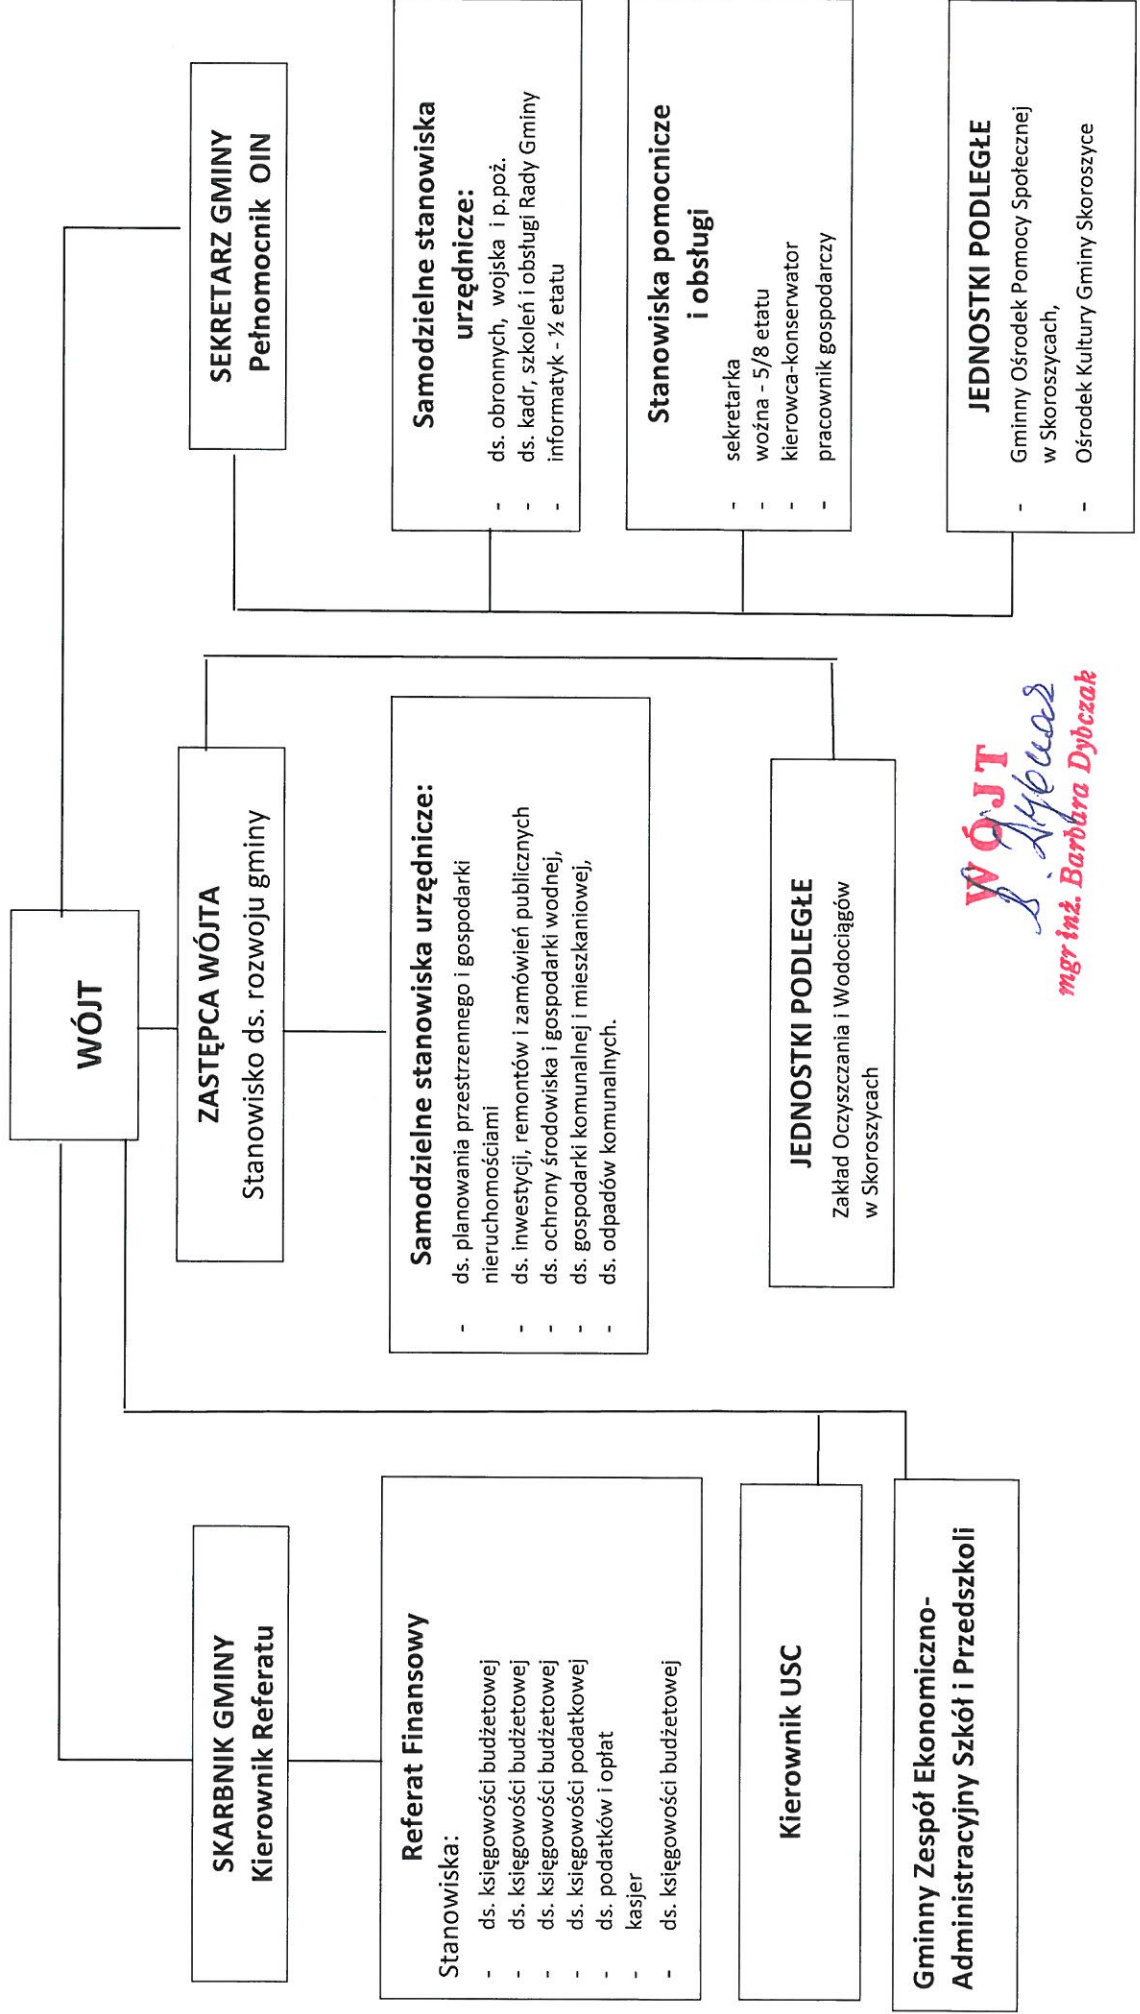 WÓJT
SKARBNIK GMINY
Kierownik Referatu
Referat Finansowy
Stanowiska:
- ds. księgowości budżetowej
- ds. księgowości budżetowej
- ds. księgowości budżetowej
- ds. księgowości podatkowej
- ds. podatków i opłat
- kasjer
- ds. księgowości budżetowej
Kierownik USC
Gminny Zespół Ekonomiczno-
Administracyjny Szkół i Przedszkoli
ZASTĘPCA WÓJTA
Stanowisko ds. rozwoju gminy
Samodzielne stanowiska urzędnicze:
- ds. planowania przestrzennego i gospodarki
nieruchomościami
- ds. inwestycji, remontów i zamówień publicznych
- ds. ochrony środowiska i gospodarki wodnej,
- ds. gospodarki komunalnej i mieszkaniowej,
- ds. odpadów komunalnych.
JEDNOSTKI PODLEGŁE
Zakład Oczyszczania i Wodociągów
w Skoroszycach
SEKRETARZ GMINY
Pełnomocnik OIN
Samodzielne stanowiska
urzędnicze:
- ds. obronnych, wojska i p.poż.
- ds. kadr, szkoleń i obsługi Rady Gminy
- informatyk - ½ etatu
Stanowiska pomocnicze
i obsługi
- sekretarka
- woźna - 5/8 etatu
- kierowca-konserwator
- pracownik gospodarczy
JEDNOSTKI PODLEGŁE
- Gminny Ośrodek Pomocy Społecznej
w Skoroszycach,
- Ośrodek Kultury Gminy Skoroszyce
WÓJT
mgr inż. Barbara Dybczak